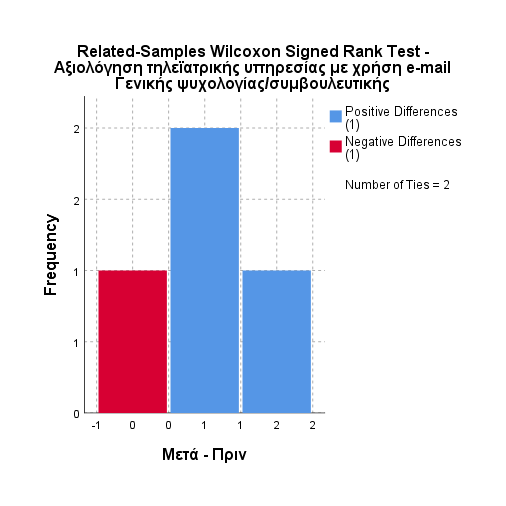 Related-Samples Wilcoxon Signed Rank Test -
Αξιολόγηση τηλεϊατρικής υπηρεσίας με χρήση e-mail
Γενικής ψυχολογίας/συμβουλευτικής
Positive Differences
(1)
Negative Differences
(1)
Number of Ties = 2
Frequency
2
2
1
1
0
-1 0 0 1 1 2 2
Μετά - Πριν